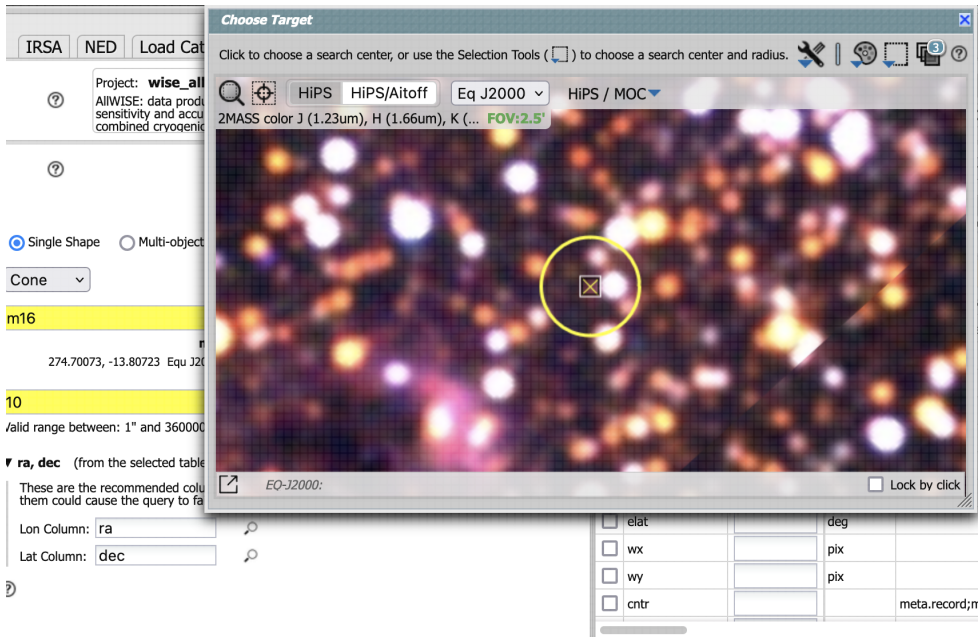 Choose Target
IRSA
NED
Load Cat
Click to choose a search center, or use the Selection Tools ( ) to choose a search center and radius.
3
Project: wise_all
AllWISE: data produ
sensitivity and accu
combined cryogenic
HiPS
HiPS/Aitoff
Eq J2000
HiPS / MOC
2MASS color J (1.23um), H (1.66um), K (... FOV:2.5'
Single Shape
Multi-object
Cone
m16
274.70073, -13.80723 Equ J20
10
Valid range between: 1" and 360000
ra, dec (from the selected table
These are the recommended colu
them could cause the query to fa
EQ-J2000:
Lock by click
Lon Column: ra
Lat Column: dec
elat deg
wx pix
wy pix
cntr meta.record;m